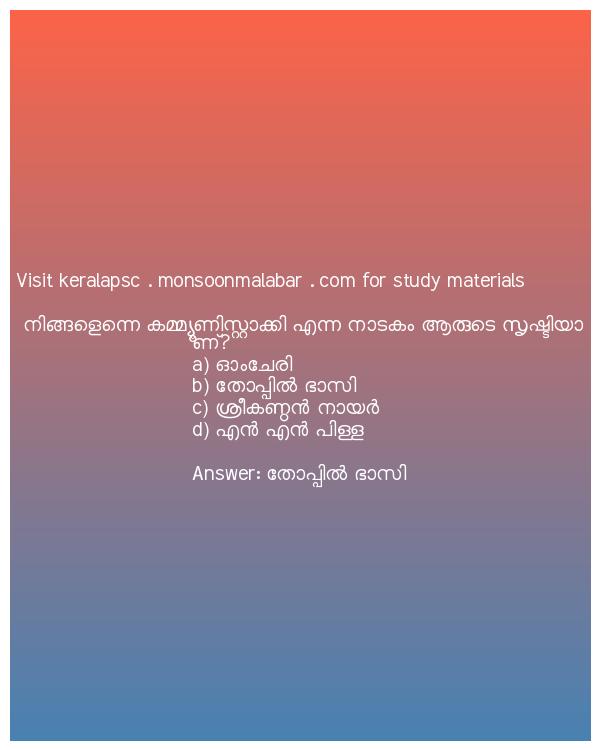 Visit keralapsc . monsoonmalabar . com for study materials
നിങ്ങളെന്നെ കമ്മ്യൂണിസ്റ്റാക്കി എന്ന നാടകം ആരുടെ സൃഷ്ടിയാ
ണ്?
a) ഓംചേരി
b) തോപ്പിൽ ഭാസി
c) ശ്രീകണ്ഠൻ നായർ
d) എൻ എൻ പിള്ള
Answer: തോപ്പിൽ ഭാസി